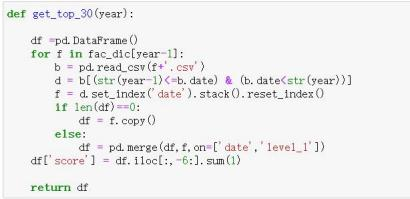 def get_top_30(year):
df =pd.DataFrame()
for f in fac_dic[year-1]:
b = pd.read_csv(f+'.csv')
d = b[(str(year-1)<=b.date) & (b.date<str(year))]
f = d.set_index('date').stack().reset_index()
if len(df)==0:
df = f.copy()
else:
df = pd.merge(df,f,on=['date','level_1'])
df['score'] = df.iloc[:,-6:].sum(1)
return df